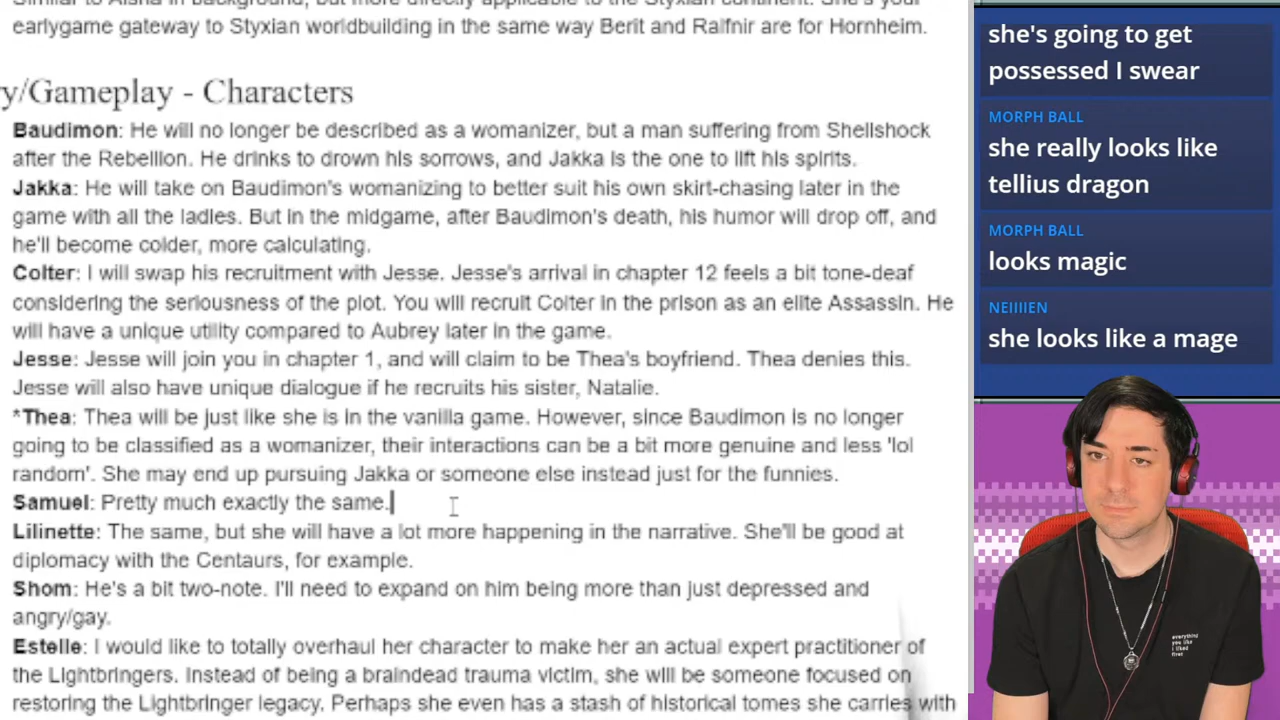 Similar to Aisha in background, but more directly applicable to the Styxian continent. She's your
earlygame gateway to Styxian worldbuilding in the same way Berit and Ralfnir are for Hornheim.
y/Gameplay - Characters
Baudimon: He will no longer be described as a womanizer, but a man suffering from Shellshock
after the Rebellion. He drinks to drown his sorrows, and Jakka is the one to lift his spirits.
Jakka: He will take on Baudimon's womanizing to better suit his own skirt-chasing later in the
game with all the ladies. But in the midgame, after Baudimon's death, his humor will drop off, and
he'll become colder, more calculating.
Colter: I will swap his recruitment with Jesse. Jesse's arrival in chapter 12 feels a bit tone-deaf
considering the seriousness of the plot. You will recruit Colter in the prison as an elite Assassin. He
will have a unique utility compared to Aubrey later in the game.
Jesse: Jesse will join you in chapter 1, and will claim to be Thea's boyfriend. Thea denies this.
Jesse will also have unique dialogue if he recruits his sister, Natalie.
*Thea: Thea will be just like she is in the vanilla game. However, since Baudimon is no longer
going to be classified as a womanizer, their interactions can be a bit more genuine and less 'lol
random'. She may end up pursuing Jakka or someone else instead just for the funnies.
Samuel: Pretty much exactly the same.
Lilinette: The same, but she will have a lot more happening in the narrative. She'll be good at
diplomacy with the Centaurs, for example.
Shom: He's a bit two-note. I'll need to expand on him being more than just depressed and
angry/gay.
Estelle: I would like to totally overhaul her character to make her an actual expert practitioner of
the Lightbringers. Instead of being a braindead trauma victim, she will be someone focused on
restoring the Lightbringer legacy. Perhaps she even has a stash of historical tomes she carries with
she's going to get
possessed I swear
MORPH BALL
she really looks like
tellius dragon
MORPH BALL
looks magic
NEIIIIEN
she looks like a mage
everything
you like
I liked
first